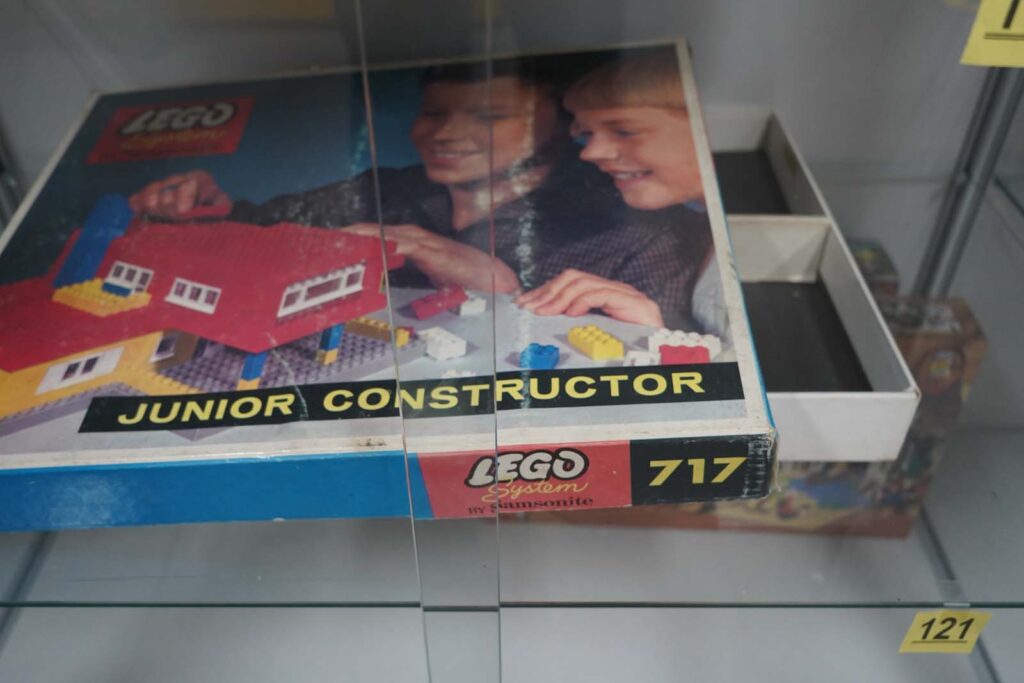 LEGO
System
JUNIOR CONSTRUCTOR
LEGO
System
BY Samsonite
717
121